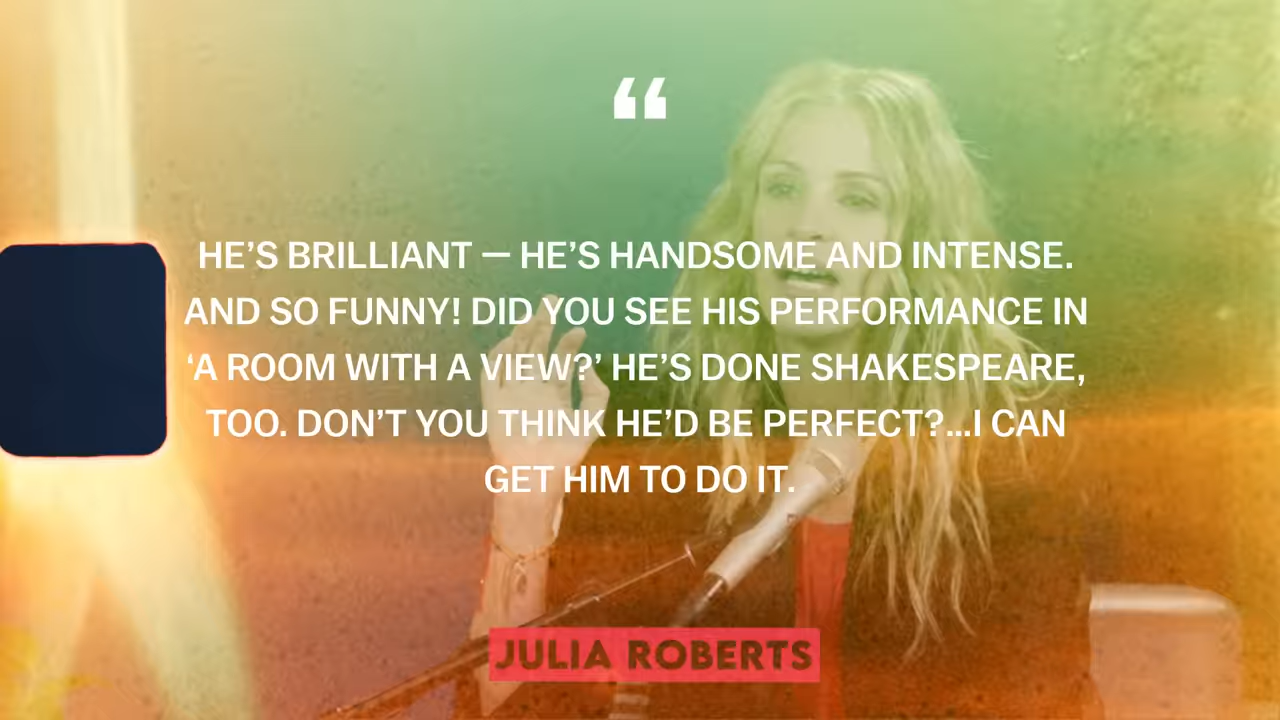 “
HE’S BRILLIANT — HE’S HANDSOME AND INTENSE.
AND SO FUNNY! DID YOU SEE HIS PERFORMANCE IN
‘A ROOM WITH A VIEW?’ HE’S DONE SHAKESPEARE,
TOO. DON’T YOU THINK HE’D BE PERFECT?...I CAN
GET HIM TO DO IT.
JULIA ROBERTS